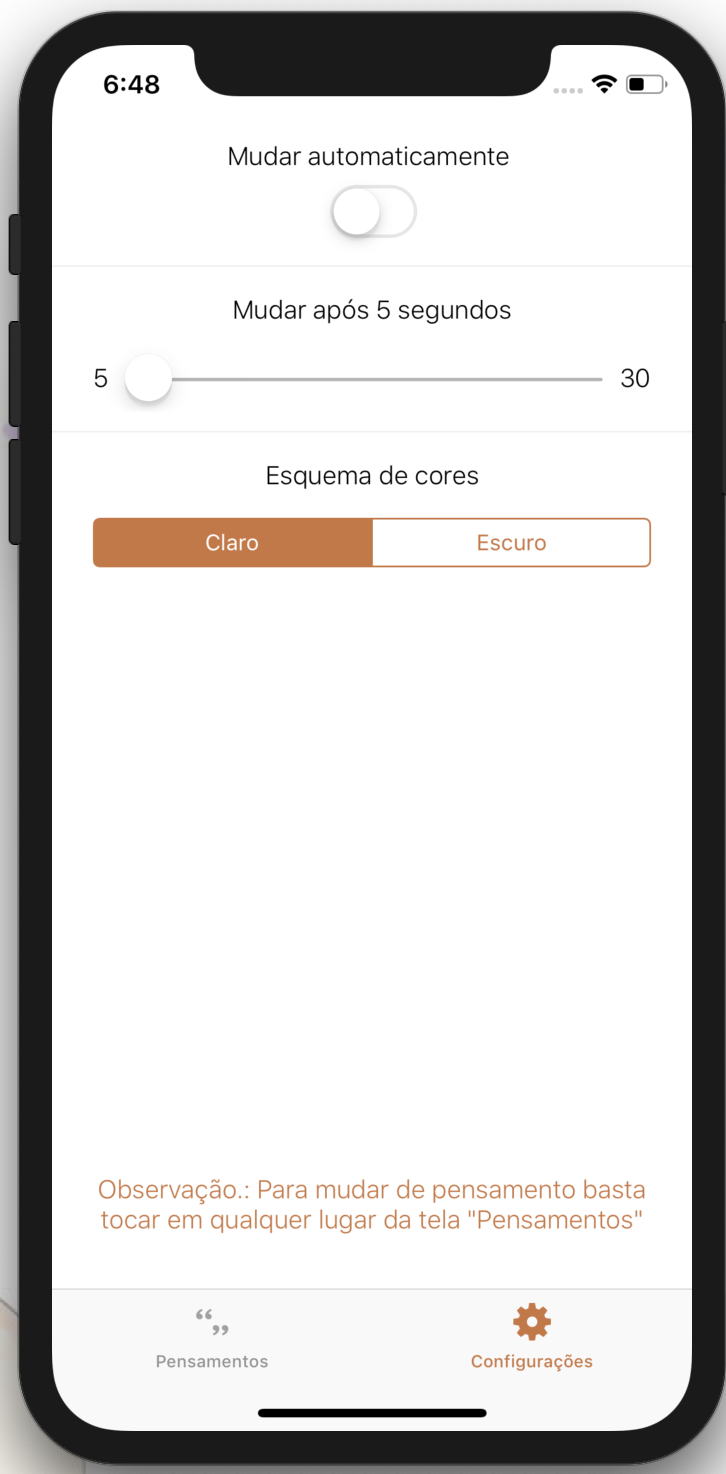 6:48
Mudar automaticamente
Mudar após 5 segundos
5 30
Esquema de cores
Claro Escuro
Observação.: Para mudar de pensamento basta
tocar em qualquer lugar da tela "Pensamentos"
Pensamentos Configurações